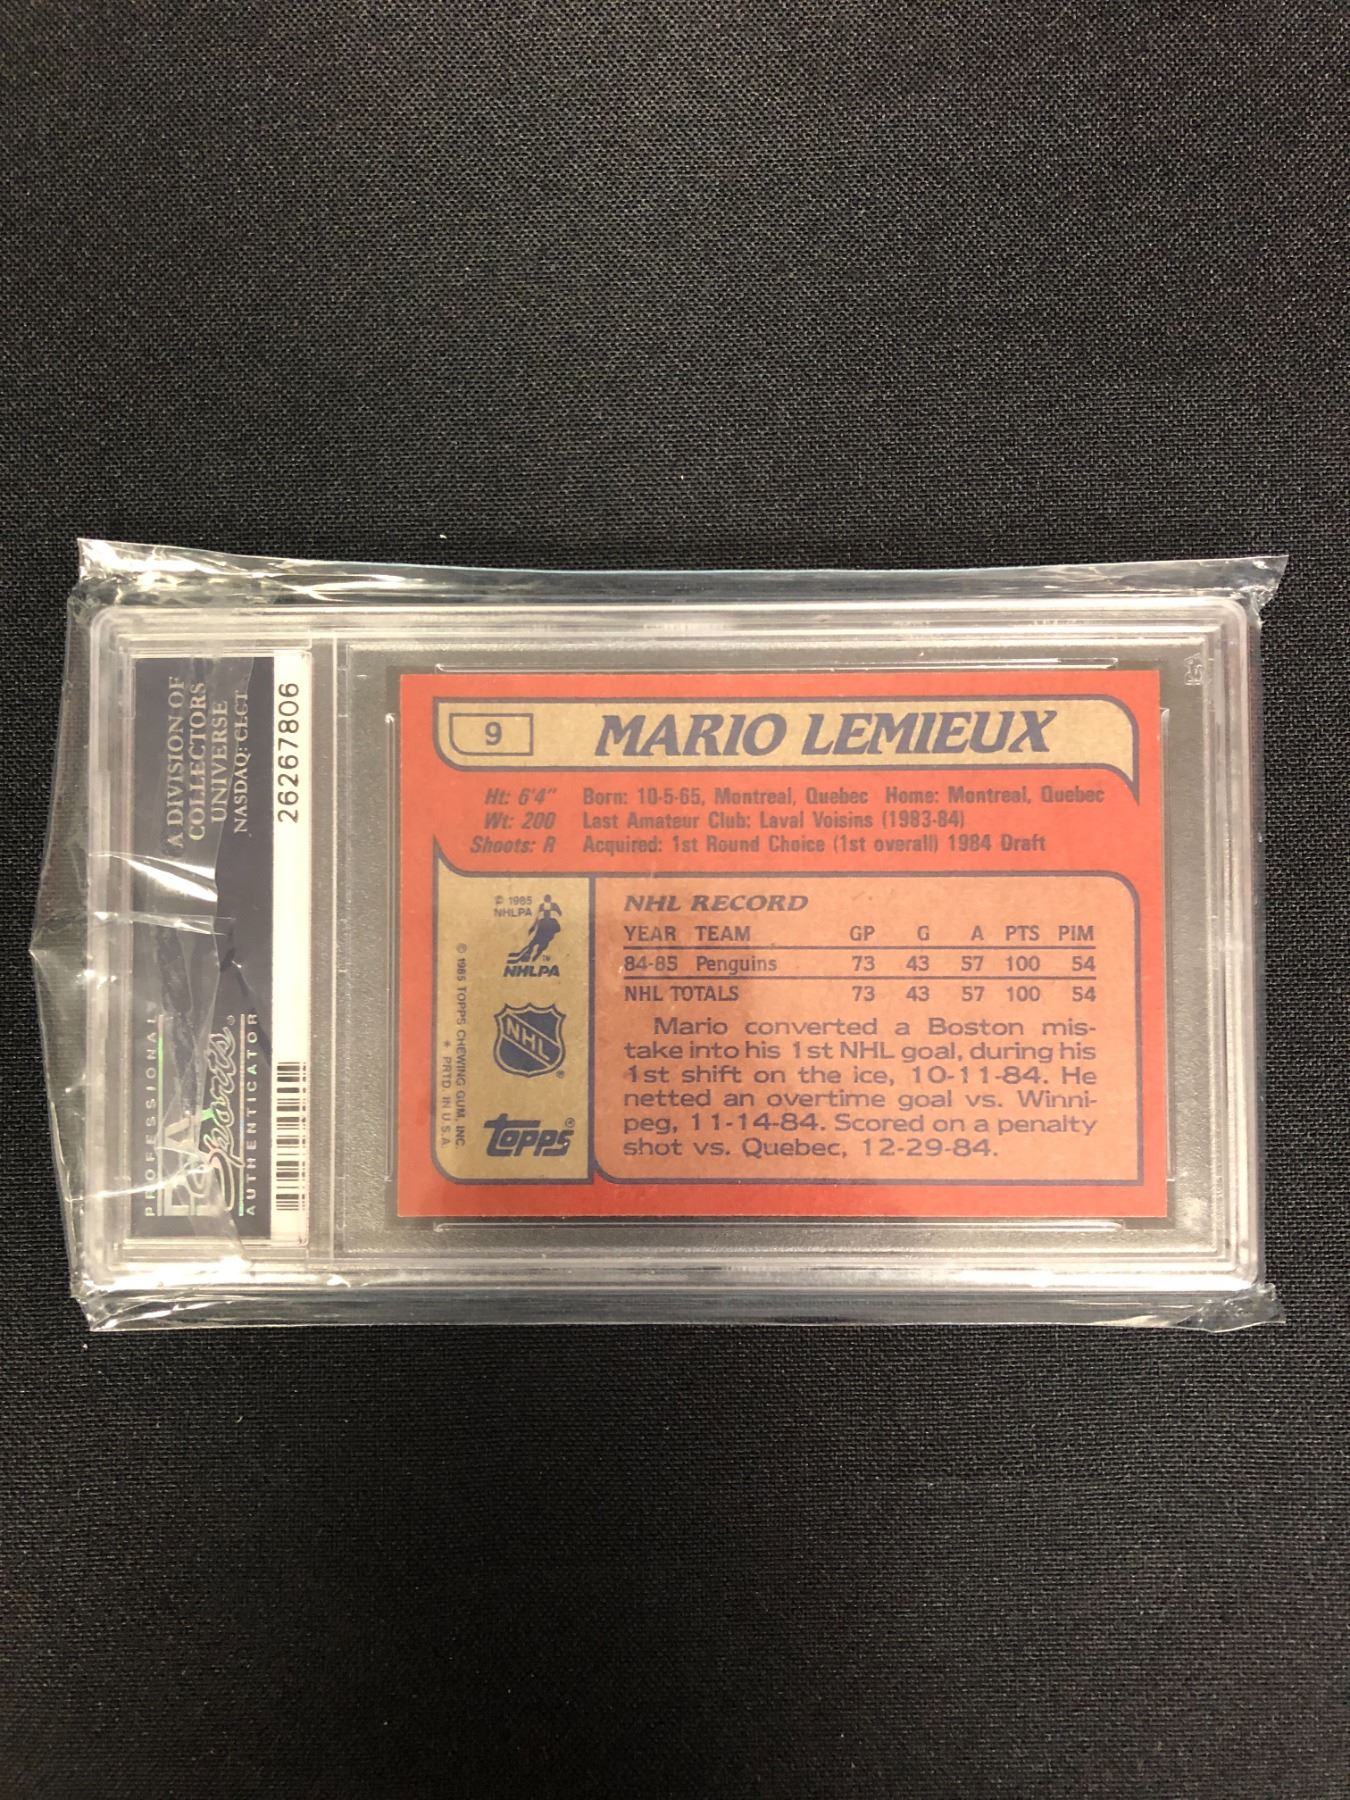 A DIVISION OF
COLLECTORS
UNIVERSE
NASDAQ: CLCT
26267806
PROFESSIONAL
Sports
AUTHENTICATOR
9
MARIO LEMIEUX
Ht: 6'4" Born: 10-5-65, Montreal, Quebec Home: Montreal, Quebec
Wt: 200 Last Amateur Club: Laval Voisins (1983-84)
Shoots: R Acquired: 1st Round Choice (1st overall) 1984 Draft
© 1985
NHLPA
NHLPA
NHL
topps
© 1985 TOPPS CHEWING GUM, INC.
* PRTD. IN U.S.A.
NHL RECORD
YEAR TEAM GP G A PTS PIM
84-85 Penguins 73 43 57 100 54
NHL TOTALS 73 43 57 100 54
Mario converted a Boston mis-
take into his 1st NHL goal, during his
1st shift on the ice, 10-11-84. He
netted an overtime goal vs. Winni-
peg, 11-14-84. Scored on a penalty
shot vs. Quebec, 12-29-84.